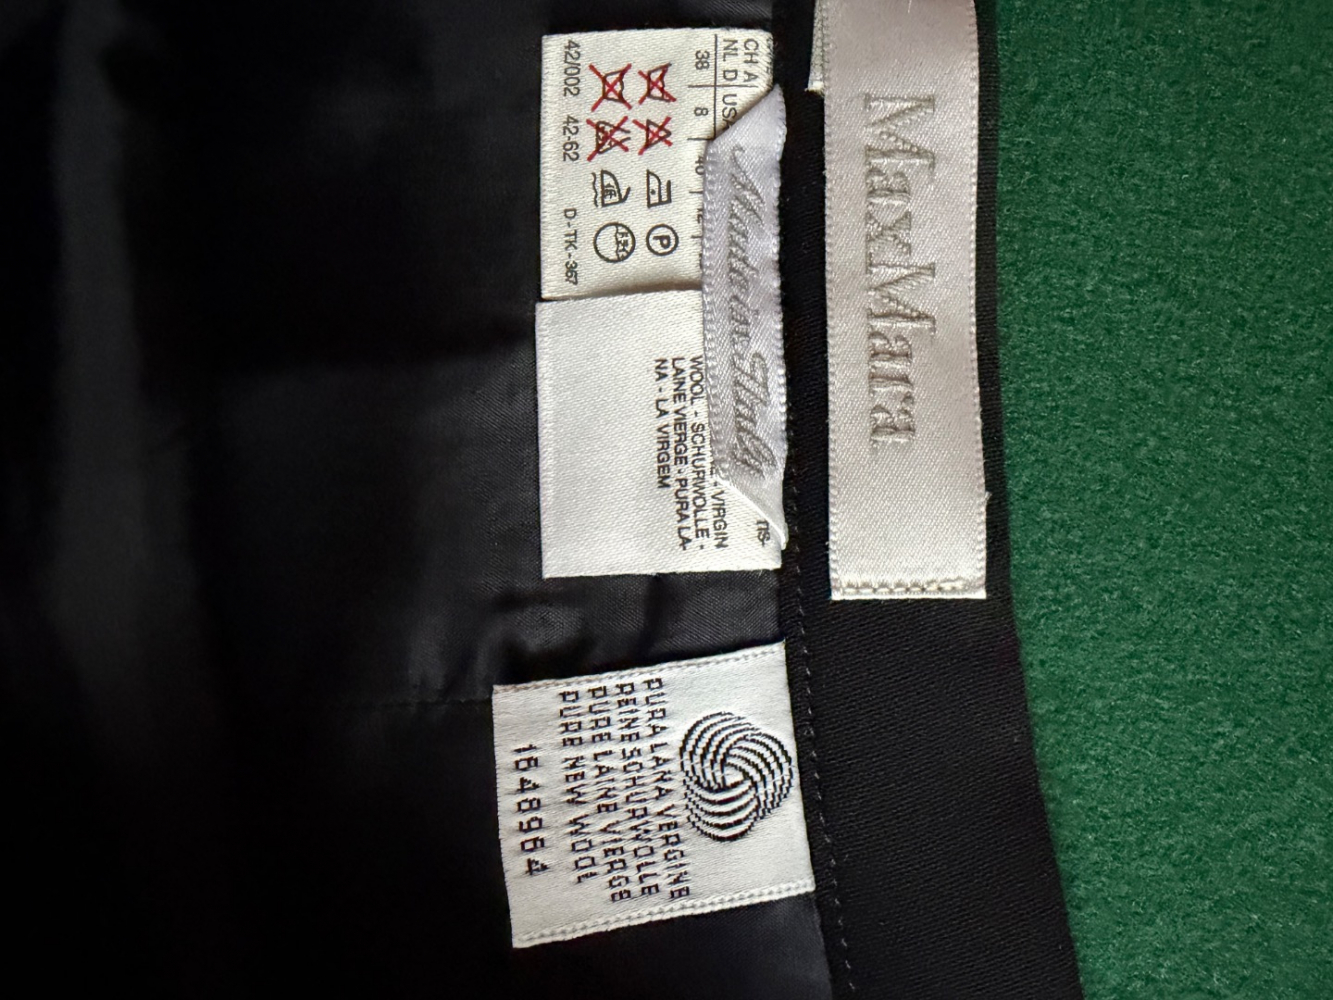 MaxMara
Made in Italy
CH A
NL D USA
38 8 40
42/002 42-62 D-TK-367
P
VIRGIN
WOOL - SCHURWOLLE -
LAINE VIERGE - PURA LA-
NA - LA VIRGEM
PURA LANA VERGINE
REINE SCHURWOLLE
PURE LAINE VIERGE
PURE NEW WOOL
1648964